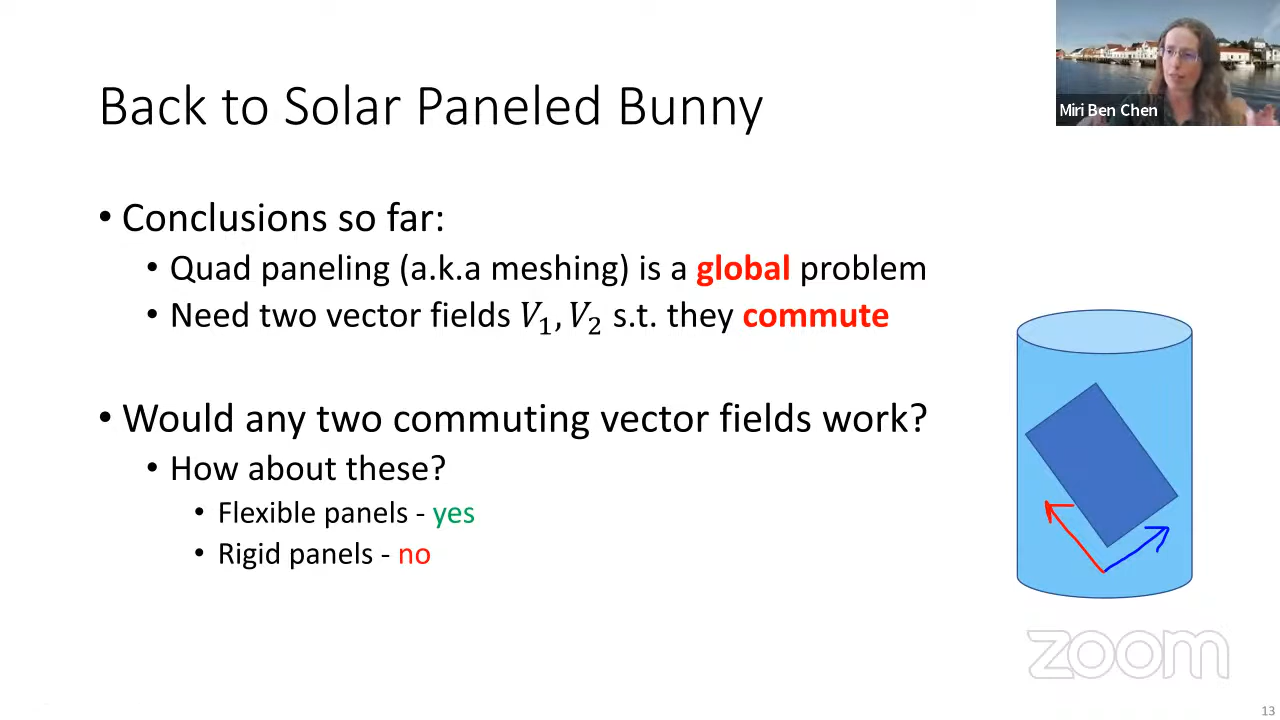 Miri Ben Chen
Back to Solar Paneled Bunny
• Conclusions so far:
• Quad paneling (a.k.a meshing) is a global problem
• Need two vector fields V₁, V₂ s.t. they commute
• Would any two commuting vector fields work?
• How about these?
• Flexible panels - yes
• Rigid panels - no
zoom
13